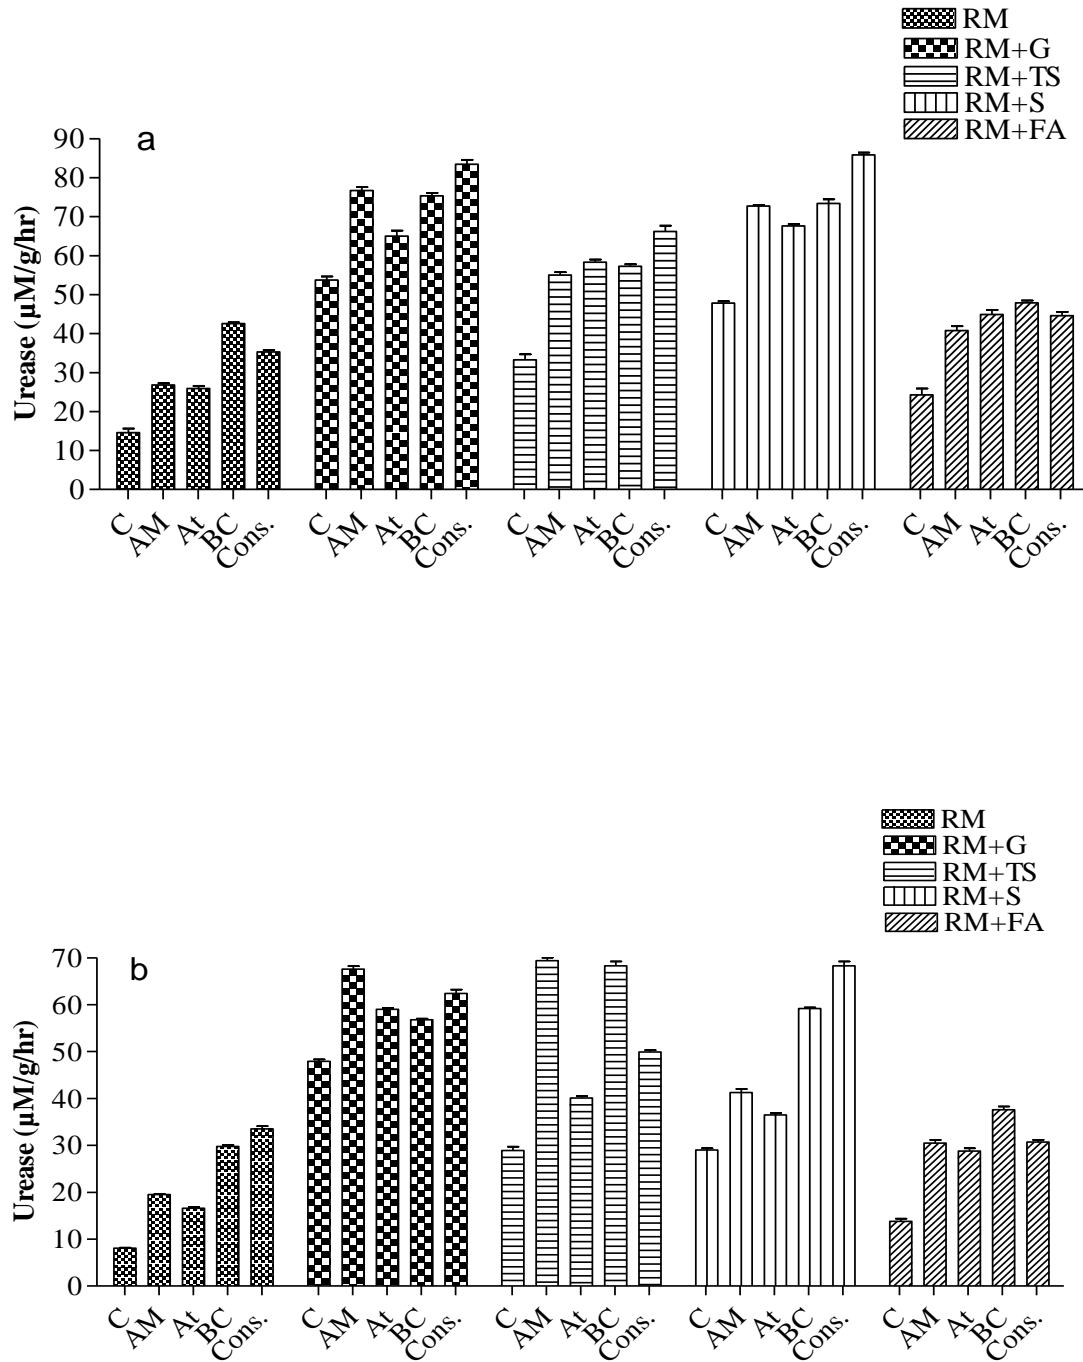 RM
RM+G
RM+TS
RM+S
RM+FA
a
Urease (µM/g/hr)
90
80
70
60
50
40
30
20
10
0
C AM At BC Cons. C AM At BC Cons. C AM At BC Cons. C AM At BC Cons. C AM At BC Cons.
RM
RM+G
RM+TS
RM+S
RM+FA
b
Urease (µM/g/hr)
70
60
50
40
30
20
10
0
C AM At BC Cons. C AM At BC Cons. C AM At BC Cons. C AM At BC Cons. C AM At BC Cons.